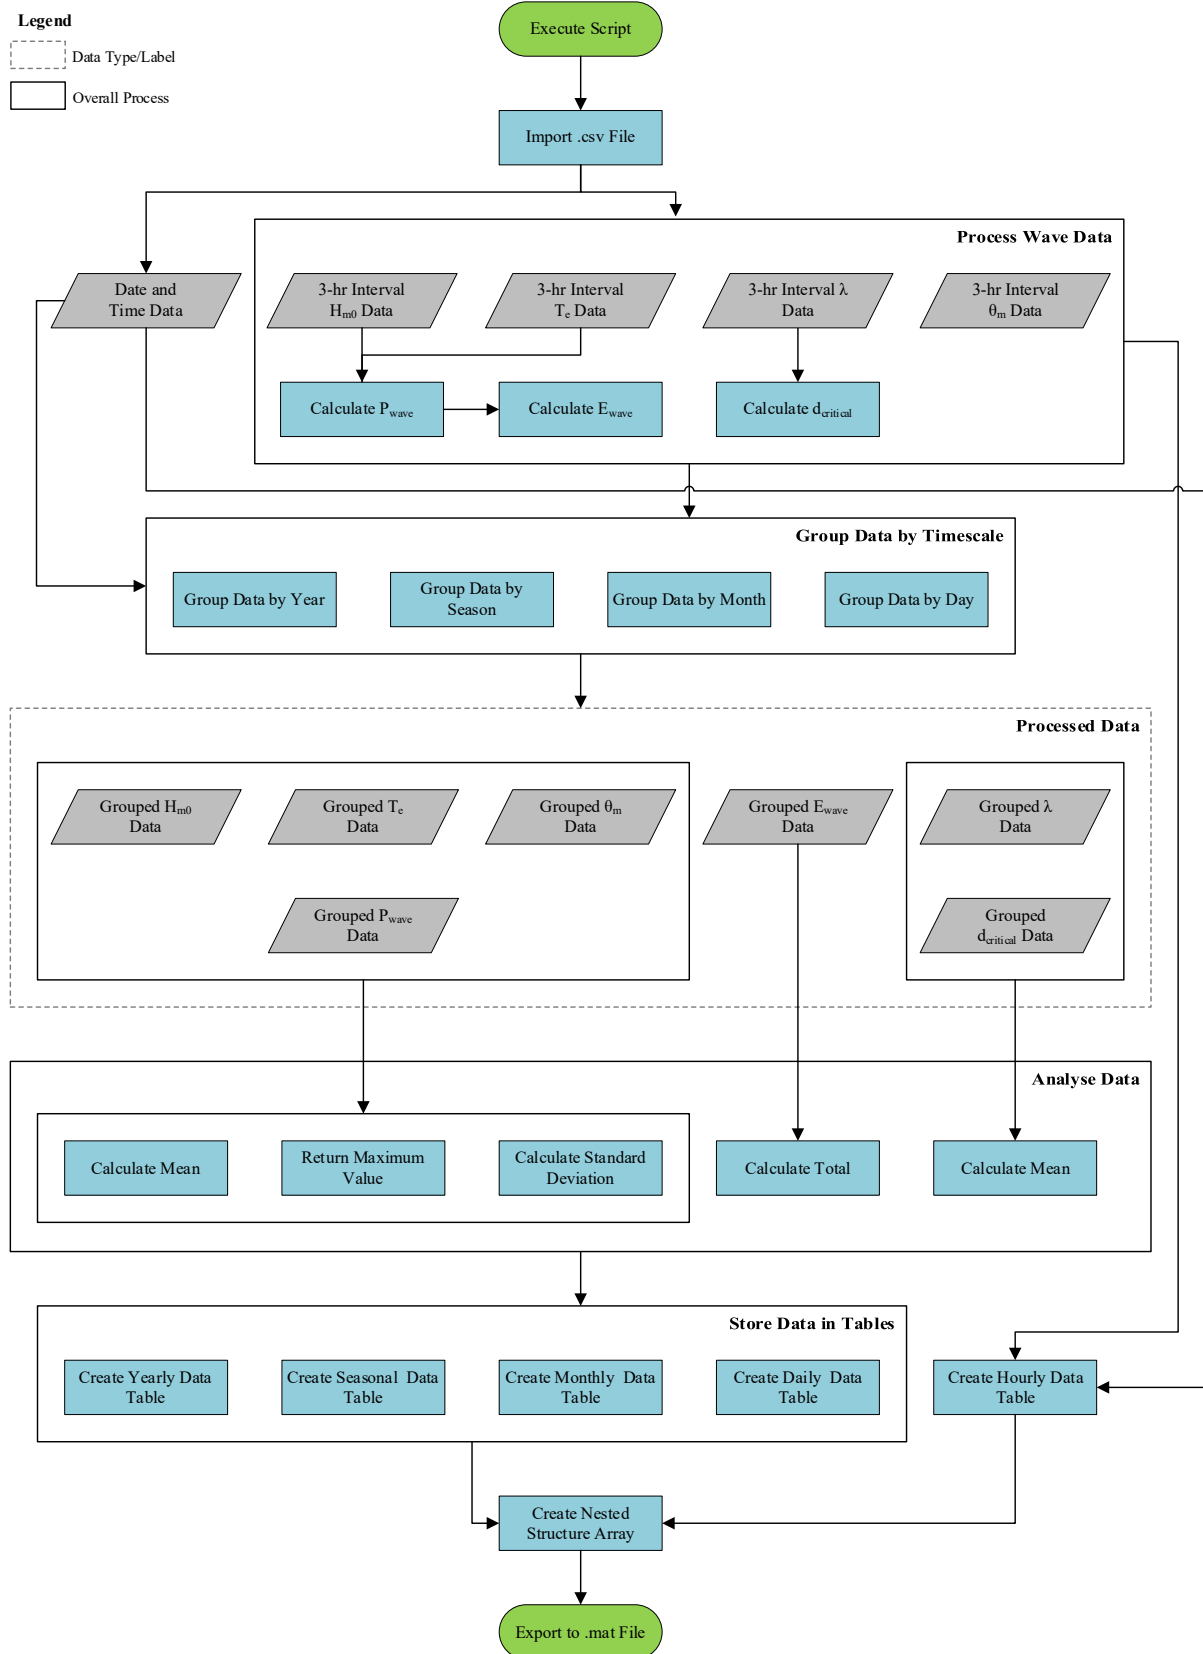 Legend
Data Type/Label
Overall Process
Execute Script
Import .csv File
Process Wave Data
Date and
Time Data
3-hr Interval
Hm0 Data
3-hr Interval
Te Data
3-hr Interval λ
Data
3-hr Interval
θm Data
Calculate Pwave
Calculate Ewave
Calculate dcritical
Group Data by Timescale
Group Data by Year
Group Data by
Season
Group Data by Month
Group Data by Day
Processed Data
Grouped Hm0
Data
Grouped Te
Data
Grouped θm
Data
Grouped Ewave
Data
Grouped λ
Data
Grouped Pwave
Data
Grouped
dcritical Data
Analyse Data
Calculate Mean
Return Maximum
Value
Calculate Standard
Deviation
Calculate Total
Calculate Mean
Store Data in Tables
Create Yearly Data
Table
Create Seasonal Data
Table
Create Monthly Data
Table
Create Daily Data
Table
Create Hourly Data
Table
Create Nested
Structure Array
Export to .mat File